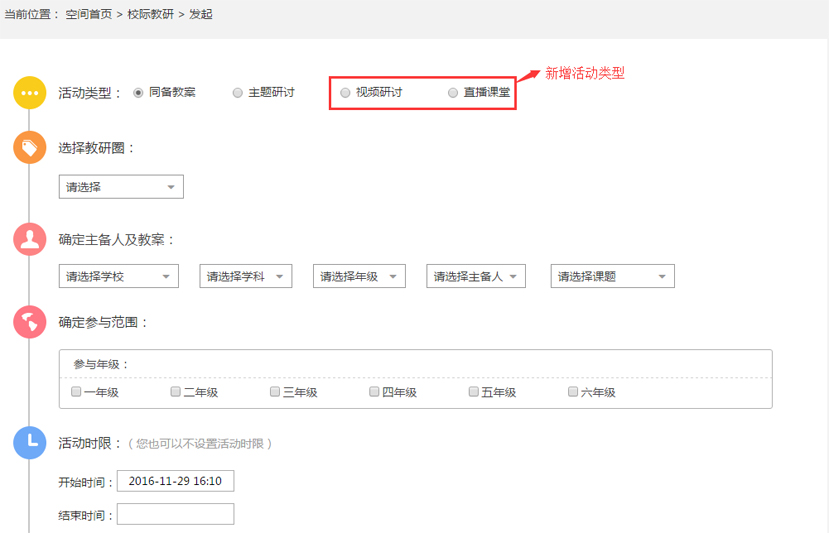 当前位置： 空间首页 > 校际教研 > 发起
新增活动类型
活动类型： 同备教案 主题研讨 视频研讨 直播课堂
选择教研圈：
请选择
确定主备人及教案：
请选择学校 请选择学科 请选择年级 请选择主备人 请选择课题
确定参与范围：
参与年级：
一年级 二年级 三年级 四年级 五年级 六年级
活动时限：（您也可以不设置活动时限）
开始时间： 2016-11-29 16:10
结束时间：